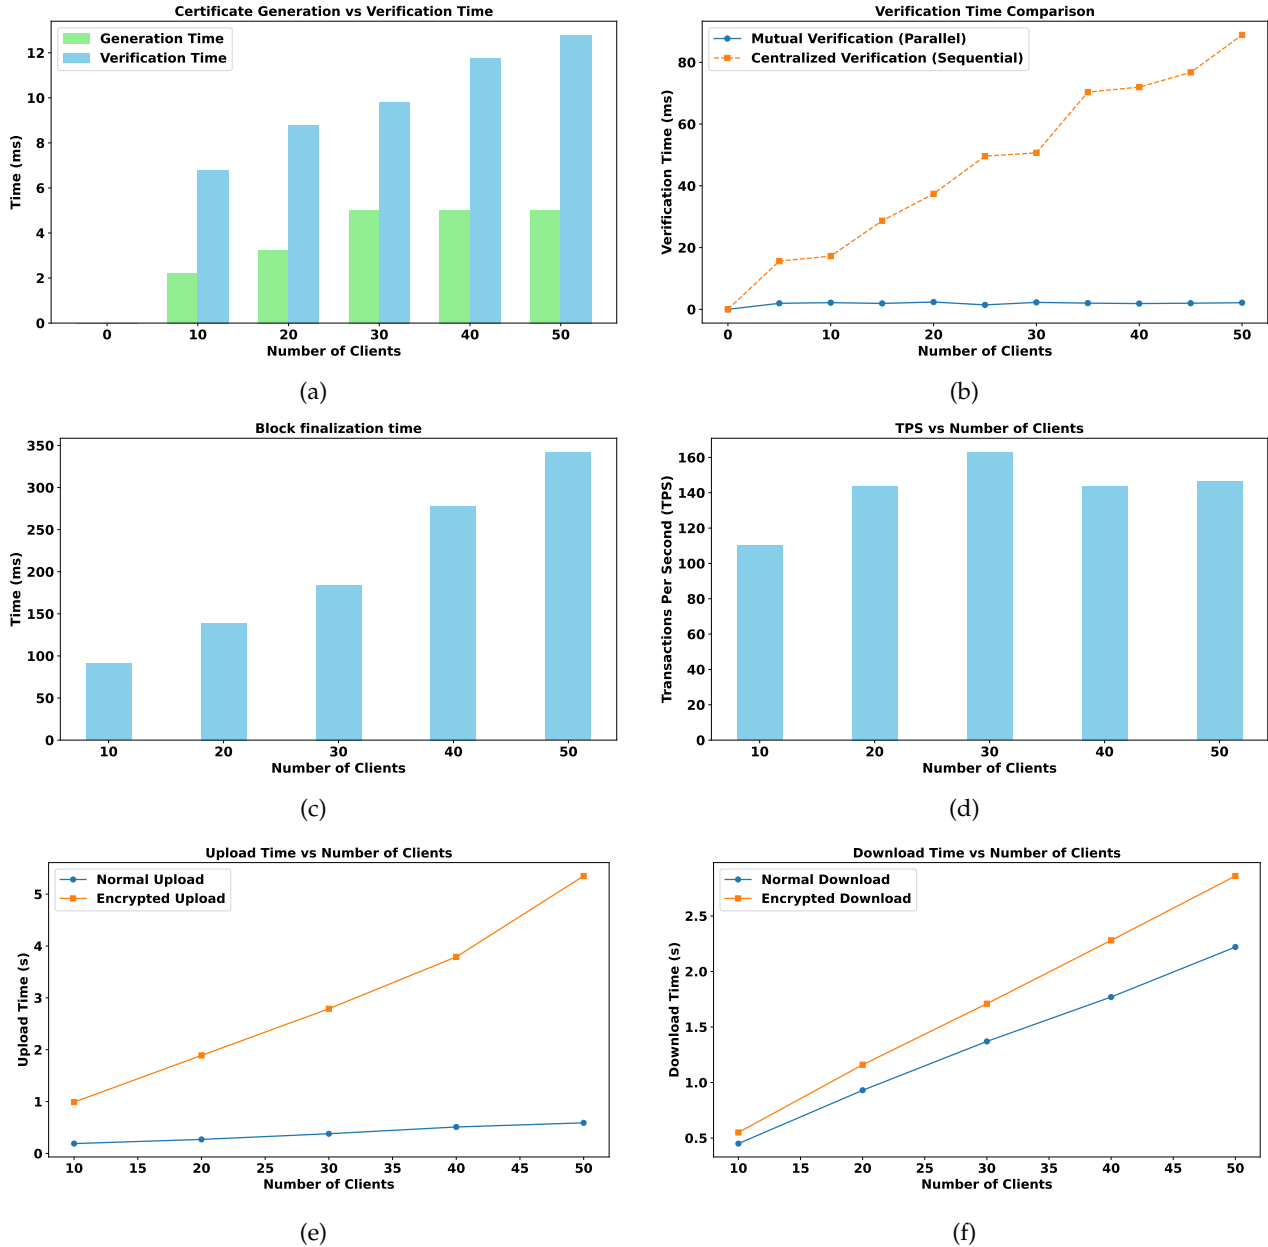 Certificate Generation vs Verification Time
Generation Time
Verification Time
Time (ms)
12
10
8
6
4
2
0
0 10 20 30 40 50
Number of Clients
(a)
Verification Time Comparison
Mutual Verification (Parallel)
Centralized Verification (Sequential)
Verification Time (ms)
80
60
40
20
0
0 10 20 30 40 50
Number of Clients
(b)
Block finalization time
Time (ms)
350
300
250
200
150
100
50
0
10 20 30 40 50
Number of Clients
(c)
TPS vs Number of Clients
Transactions Per Second (TPS)
160
140
120
100
80
60
40
20
0
10 20 30 40 50
Number of Clients
(d)
Upload Time vs Number of Clients
Normal Upload
Encrypted Upload
Upload Time (s)
5
4
3
2
1
0
10 15 20 25 30 35 40 45 50
Number of Clients
(e)
Download Time vs Number of Clients
Normal Download
Encrypted Download
Download Time (s)
2.5
2.0
1.5
1.0
0.5
10 15 20 25 30 35 40 45 50
Number of Clients
(f)